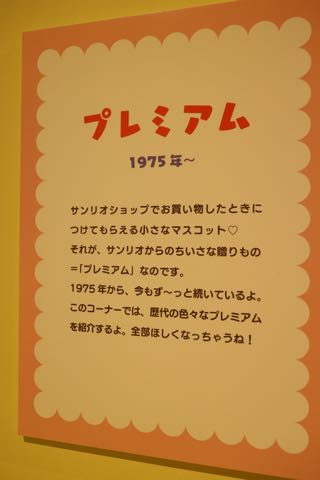 プレミアム
1975年～
サンリオショップでお買い物したときに
つけてもらえる小さなマスコット♡
それが、サンリオからのちいさな贈りもの
＝「プレミアム」なのです。
1975年から、今もず～っと続いているよ。
このコーナーでは、歴代の色々なプレミアム
を紹介するよ。全部ほしくなっちゃうね！